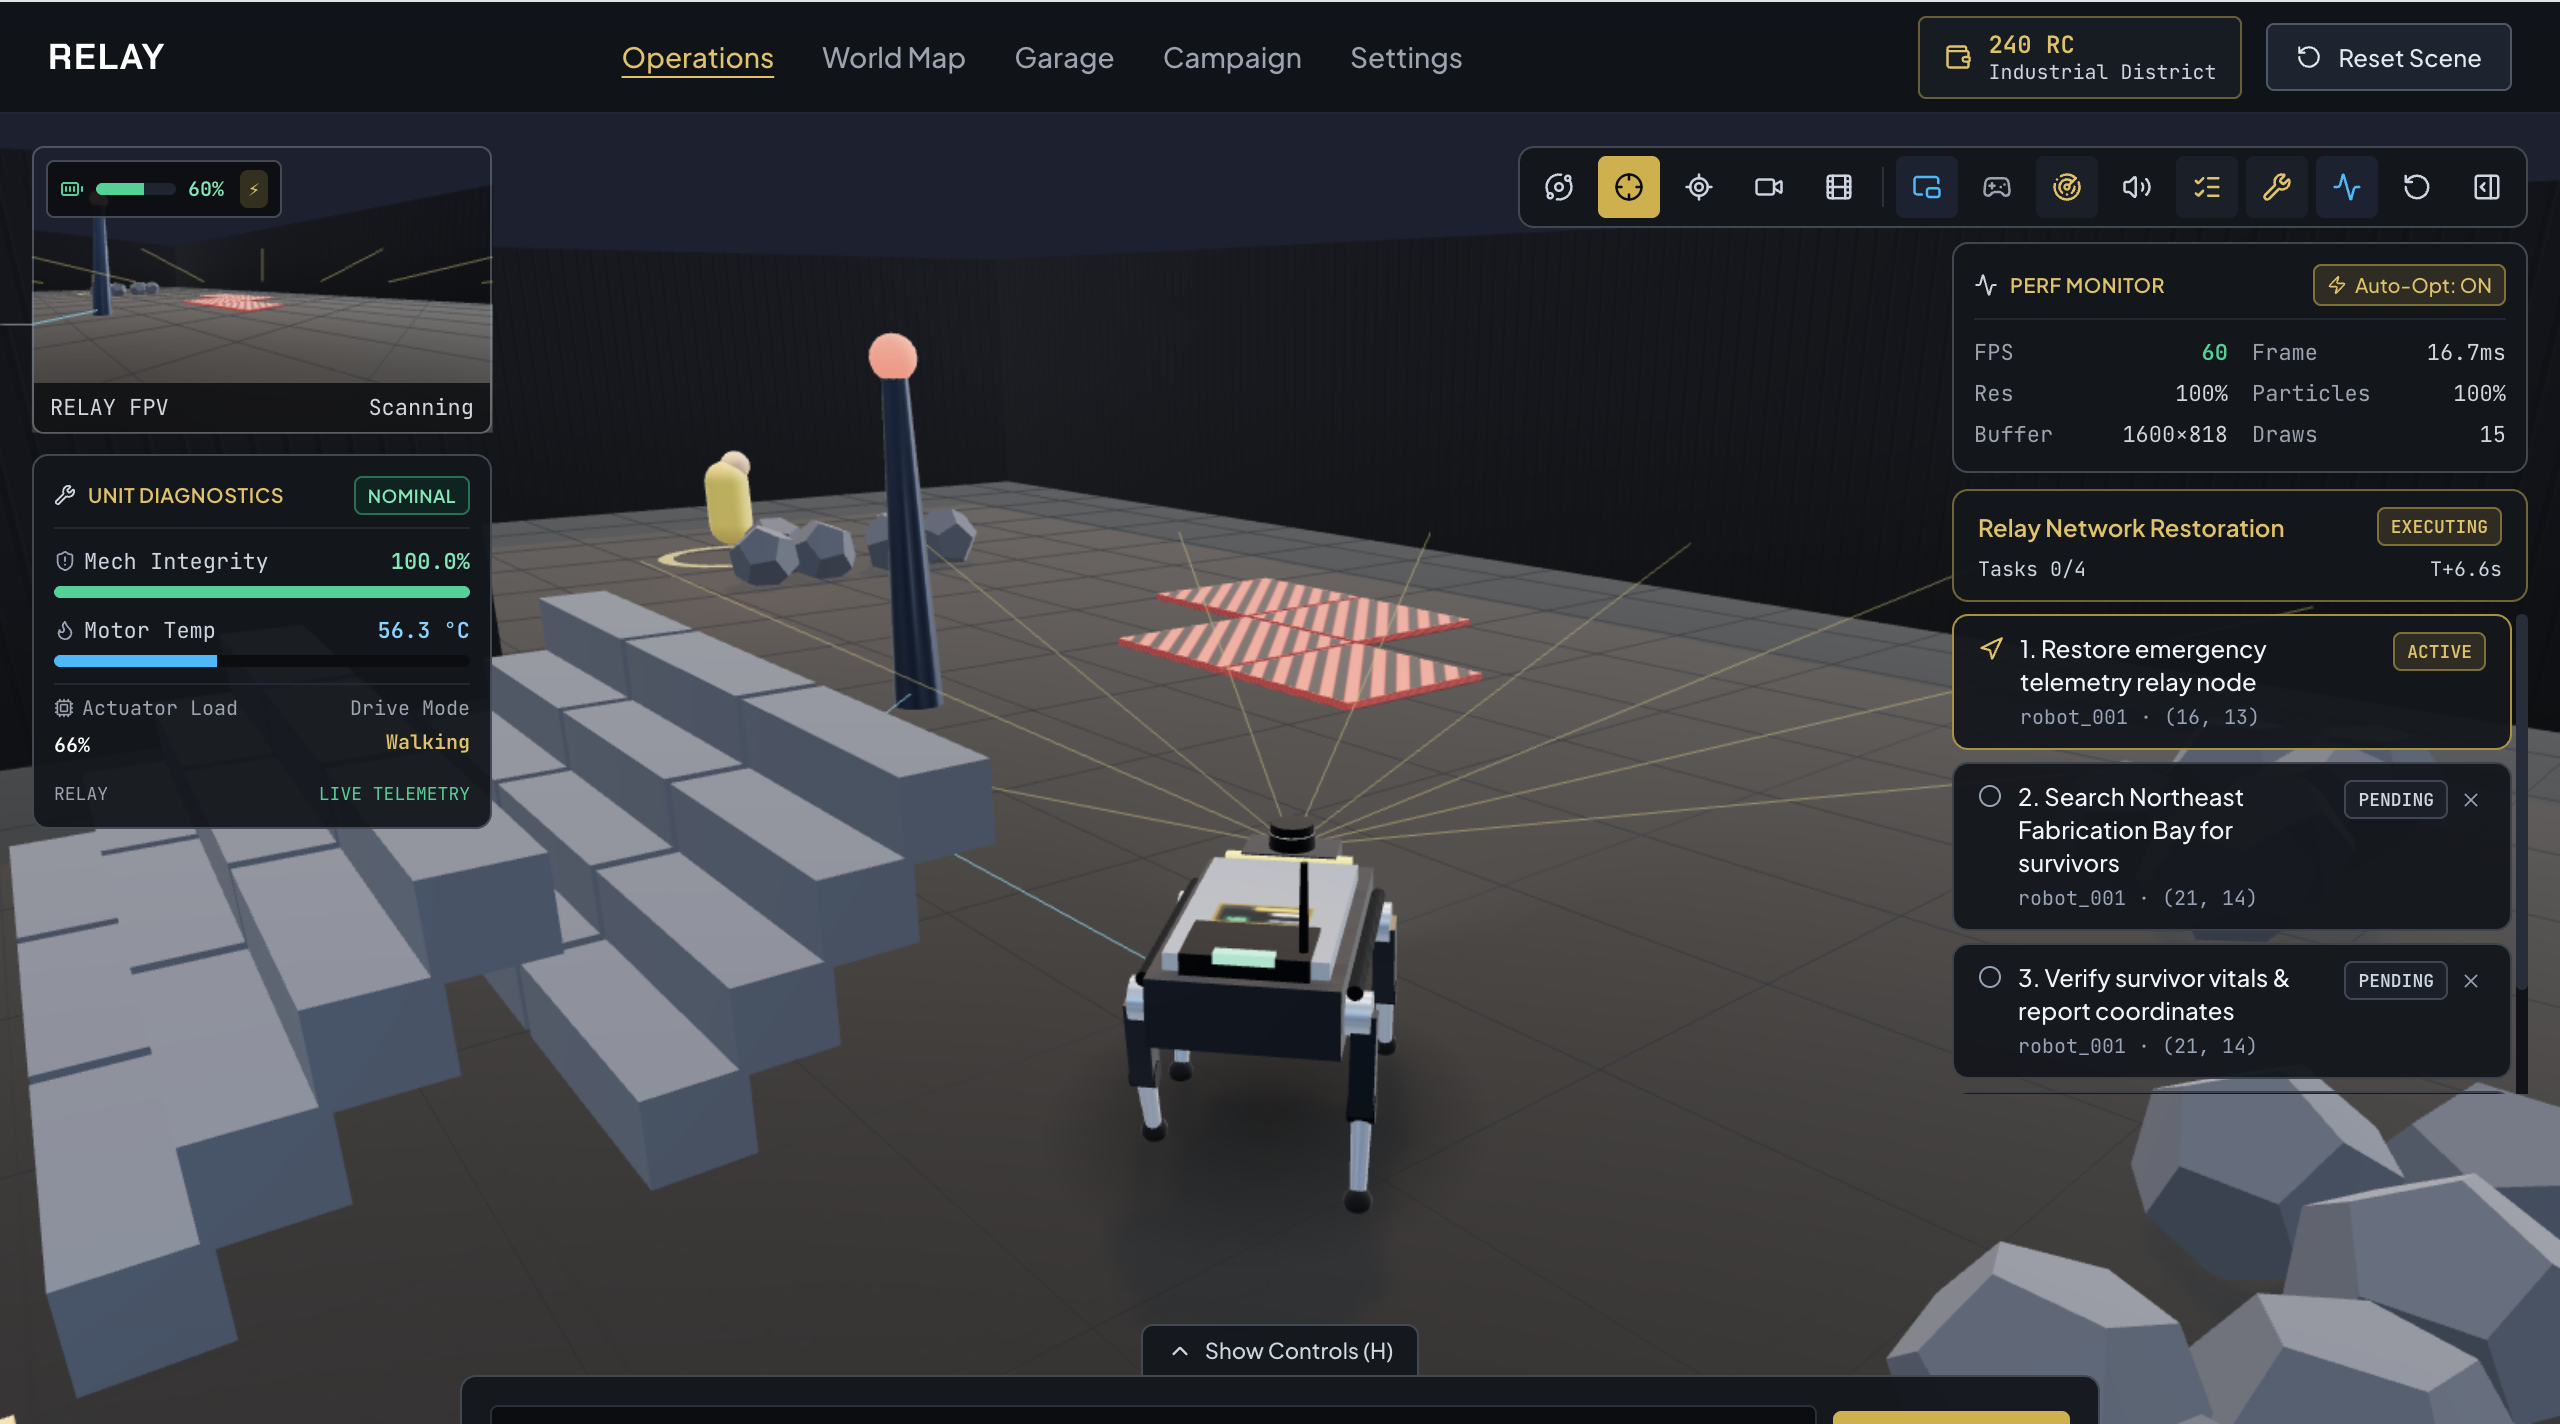 RELAY
Operations
World Map
Garage
Campaign
Settings
240 RC
Industrial District
Reset Scene
60%
RELAY FPV
Scanning
UNIT DIAGNOSTICS
NOMINAL
Mech Integrity
100.0%
Motor Temp
56.3 °C
Actuator Load
Drive Mode
66%
Walking
RELAY
LIVE TELEMETRY
PERF MONITOR
Auto-Opt: ON
FPS
60
Frame
16.7ms
Res
100%
Particles
100%
Buffer
1600×818
Draws
15
Relay Network Restoration
EXECUTING
Tasks 0/4
T+6.6s
1. Restore emergency
telemetry relay node
ACTIVE
robot_001 · (16, 13)
2. Search Northeast
Fabrication Bay for
survivors
PENDING
robot_001 · (21, 14)
3. Verify survivor vitals &
report coordinates
PENDING
robot_001 · (21, 14)
Show Controls (H)